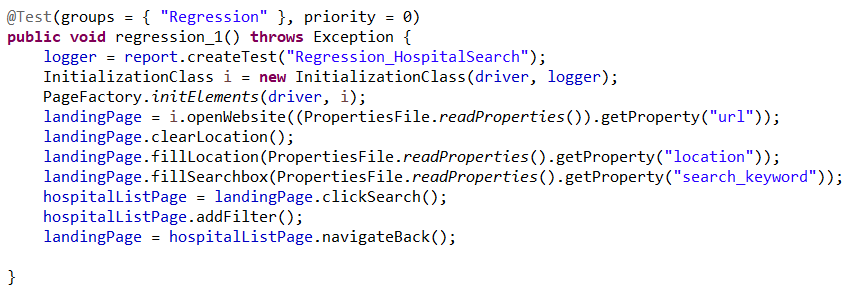 @Test(groups = { "Regression" }, priority = 0)
public void regression_1() throws Exception {
    logger = report.createTest("Regression_HospitalSearch");
    InitializationClass i = new InitializationClass(driver, logger);
    PageFactory.initElements(driver, i);
    landingPage = i.openWebsite((PropertiesFile.readProperties()).getProperty("url"));
    landingPage.clearLocation();
    landingPage.fillLocation(PropertiesFile.readProperties().getProperty("location"));
    landingPage.fillSearchbox(PropertiesFile.readProperties().getProperty("search_keyword"));
    hospitalListPage = landingPage.clickSearch();
    hospitalListPage.addFilter();
    landingPage = hospitalListPage.navigateBack();

}